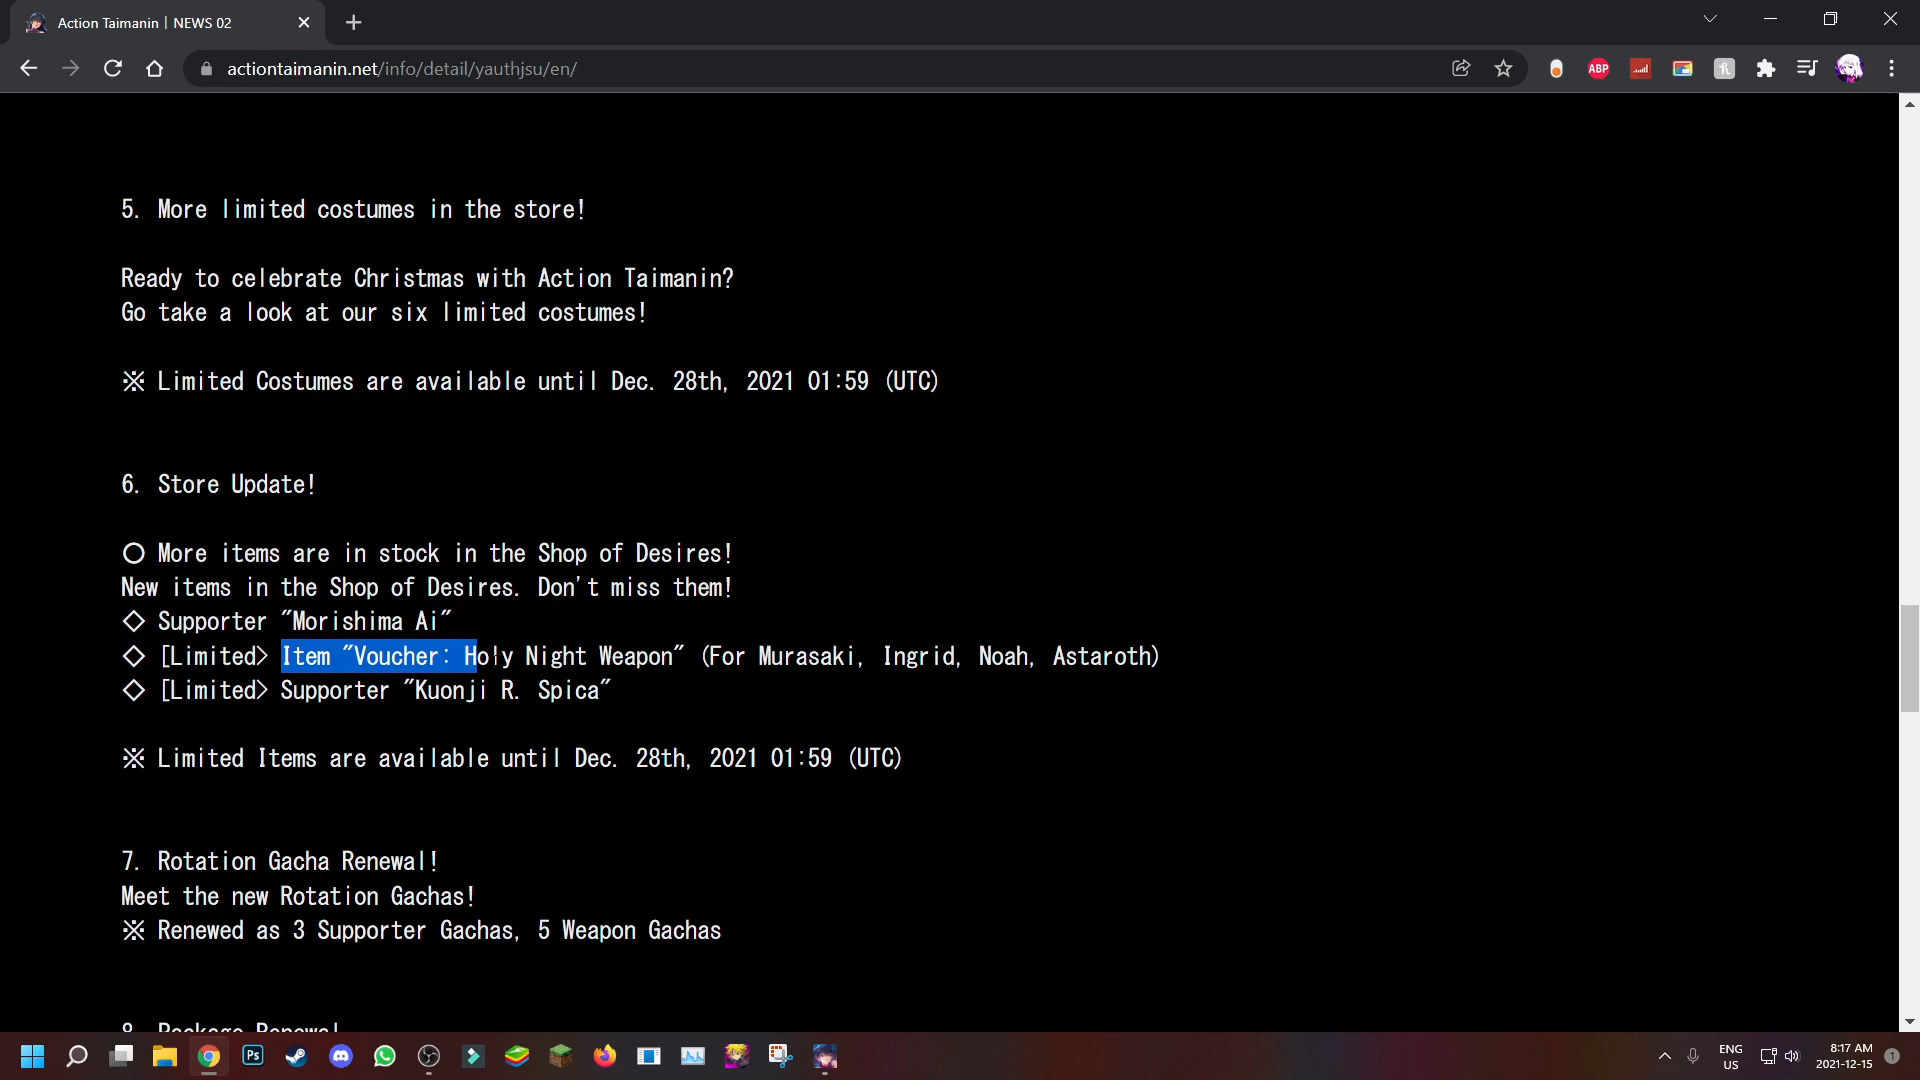 Action Taimanin | NEWS 02
actiontaimanin.net/info/detail/yauthjsu/en/
ABP
5. More limited costumes in the store!
Ready to celebrate Christmas with Action Taimanin?
Go take a look at our six limited costumes!
※ Limited Costumes are available until Dec. 28th, 2021 01:59 (UTC)
6. Store Update!
○ More items are in stock in the Shop of Desires!
New items in the Shop of Desires. Don't miss them!
◇ Supporter "Morishima Ai"
◇ [Limited> Item "Voucher: Holy Night Weapon" (For Murasaki, Ingrid, Noah, Astaroth)
◇ [Limited> Supporter "Kuonji R. Spica"
※ Limited Items are available until Dec. 28th, 2021 01:59 (UTC)
7. Rotation Gacha Renewal!
Meet the new Rotation Gachas!
※ Renewed as 3 Supporter Gachas, 5 Weapon Gachas
8. Package Renewal
Ps
ENG
US
8:17 AM
2021-12-15
1